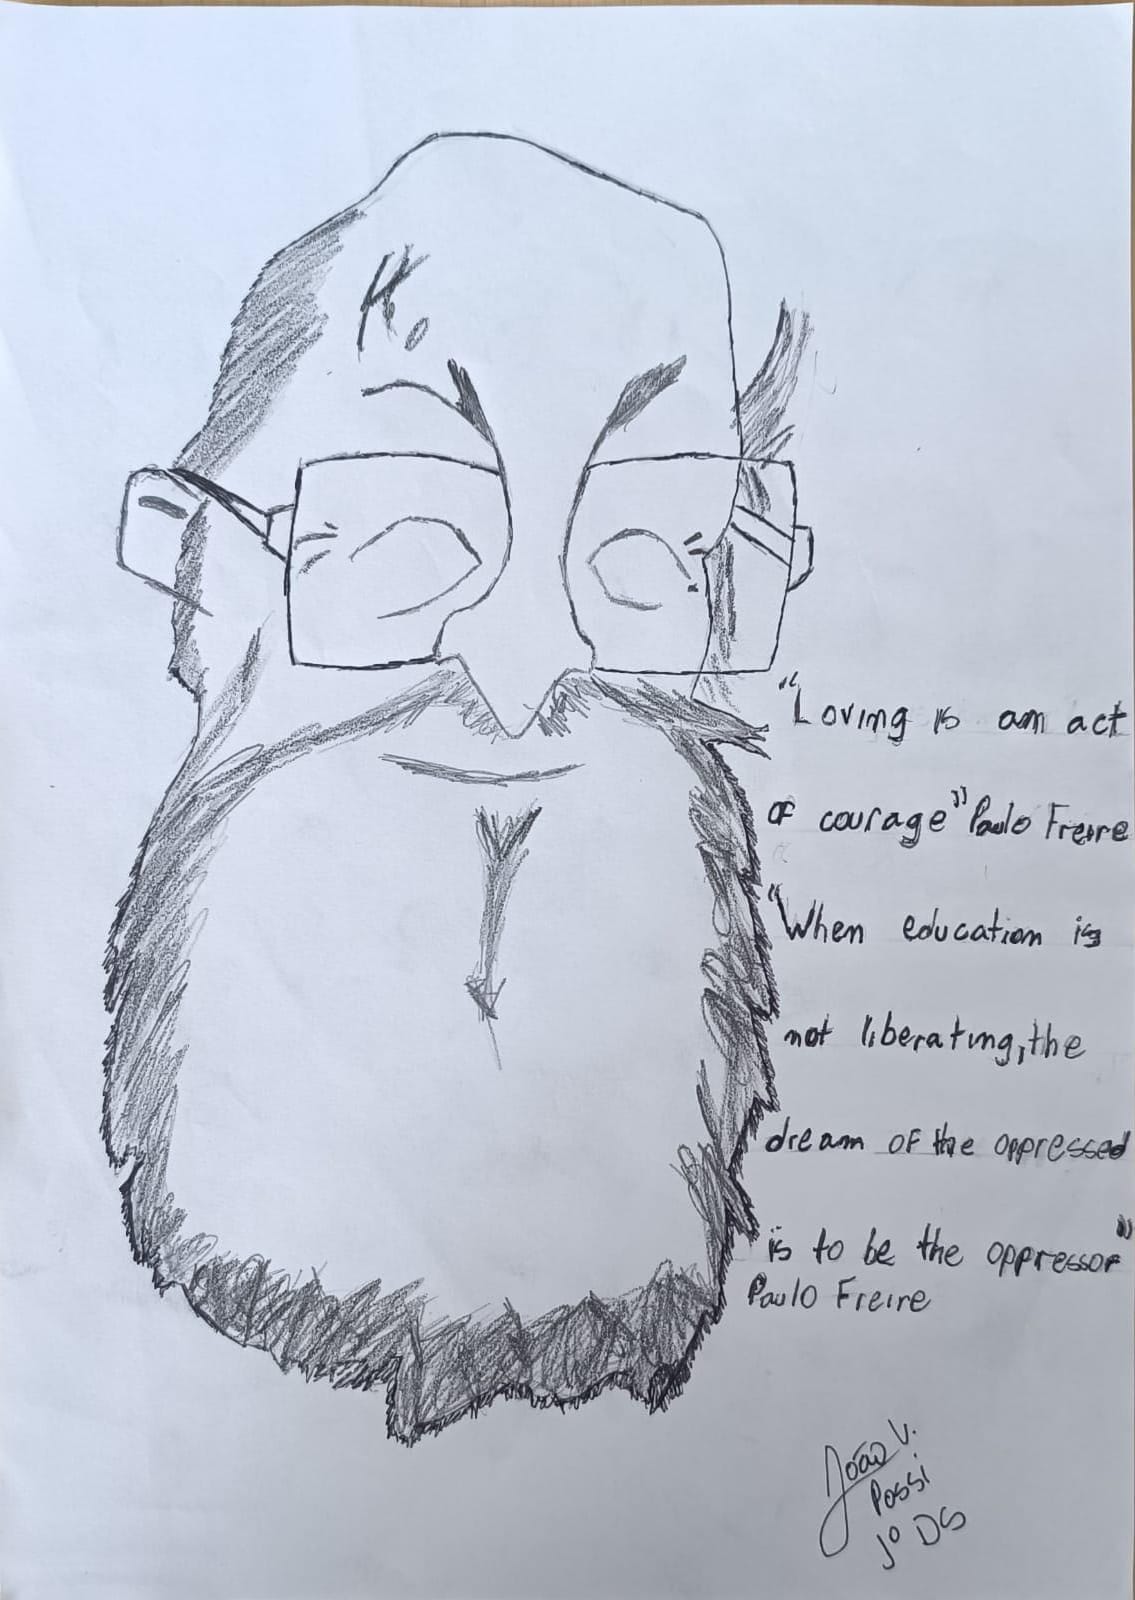 "Loving is am act
of courage" Paulo Freire
"When education is
not liberating, the
dream of the oppressed
is to be the oppressor"
Paulo Freire
João V.
Possi
1º DS